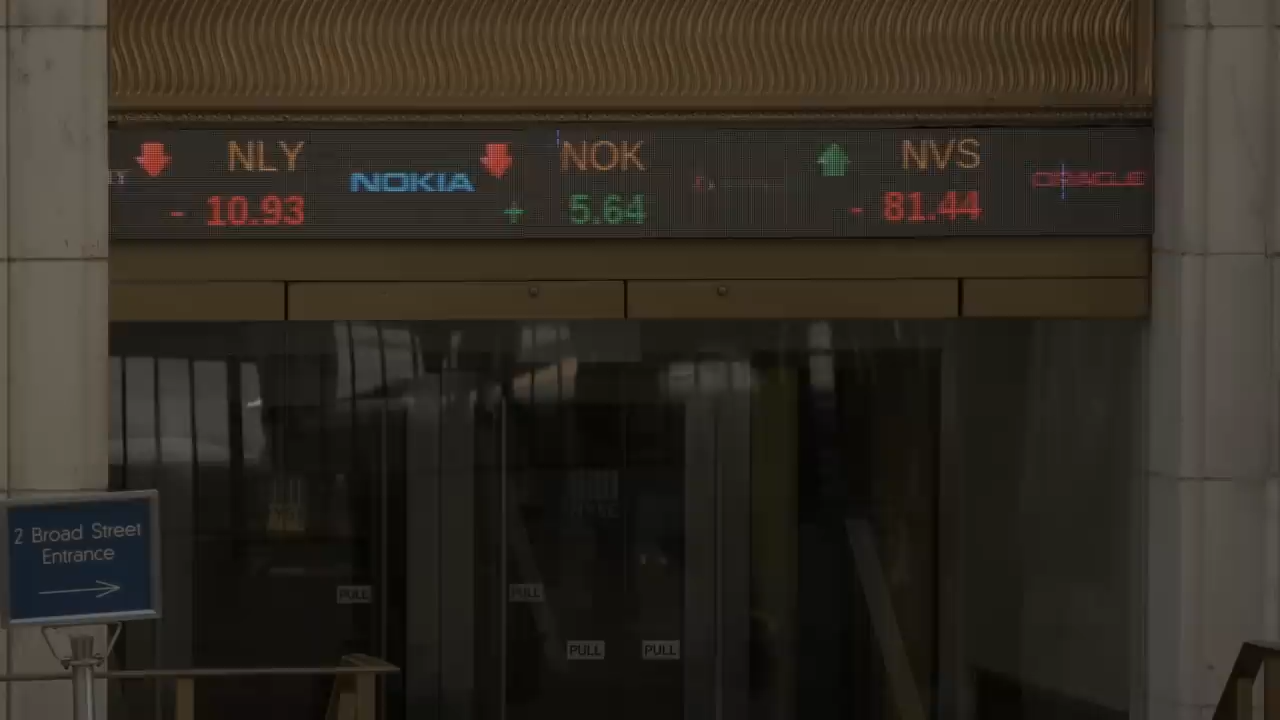 NLY
- 10.93
NOKIA
NOK
+ 5.64
NVS
- 81.44
ORACLE
2 Broad Street
Entrance
PULL
PULL
PULL
PULL